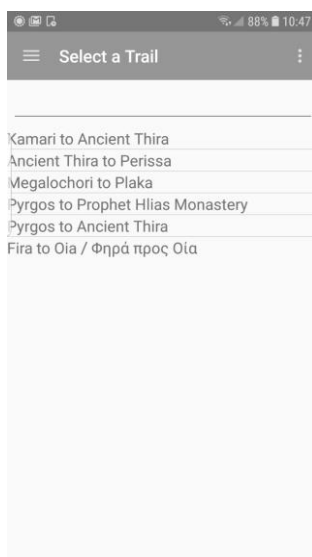 88% 10:47
Select a Trail
Kamari to Ancient Thira
Ancient Thira to Perissa
Megalochori to Plaka
Pyrgos to Prophet Hlias Monastery
Pyrgos to Ancient Thira
Fira to Oia / Φηρά προς Οία